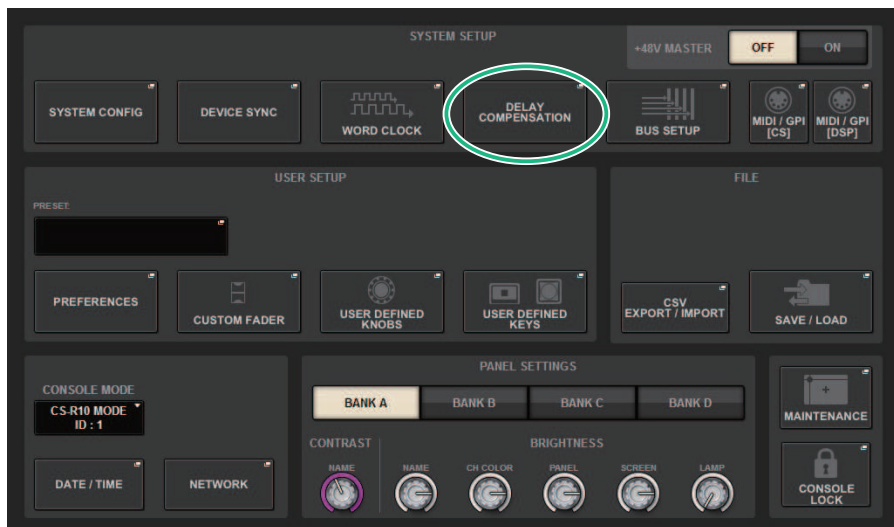 SYSTEM SETUP
+48V MASTER
OFF
ON
SYSTEM CONFIG
DEVICE SYNC
WORD CLOCK
DELAY
COMPENSATION
BUS SETUP
MIDI / GPI
[CS]
MIDI / GPI
[DSP]
USER SETUP
PRESET
PREFERENCES
CUSTOM FADER
USER DEFINED
KNOBS
USER DEFINED
KEYS
FILE
CSV
EXPORT / IMPORT
SAVE / LOAD
CONSOLE MODE
CS-R10 MODE
ID : 1
DATE / TIME
NETWORK
PANEL SETTINGS
BANK A
BANK B
BANK C
BANK D
CONTRAST
BRIGHTNESS
NAME
NAME
CH COLOR
PANEL
SCREEN
LAMP
MAINTENANCE
CONSOLE
LOCK